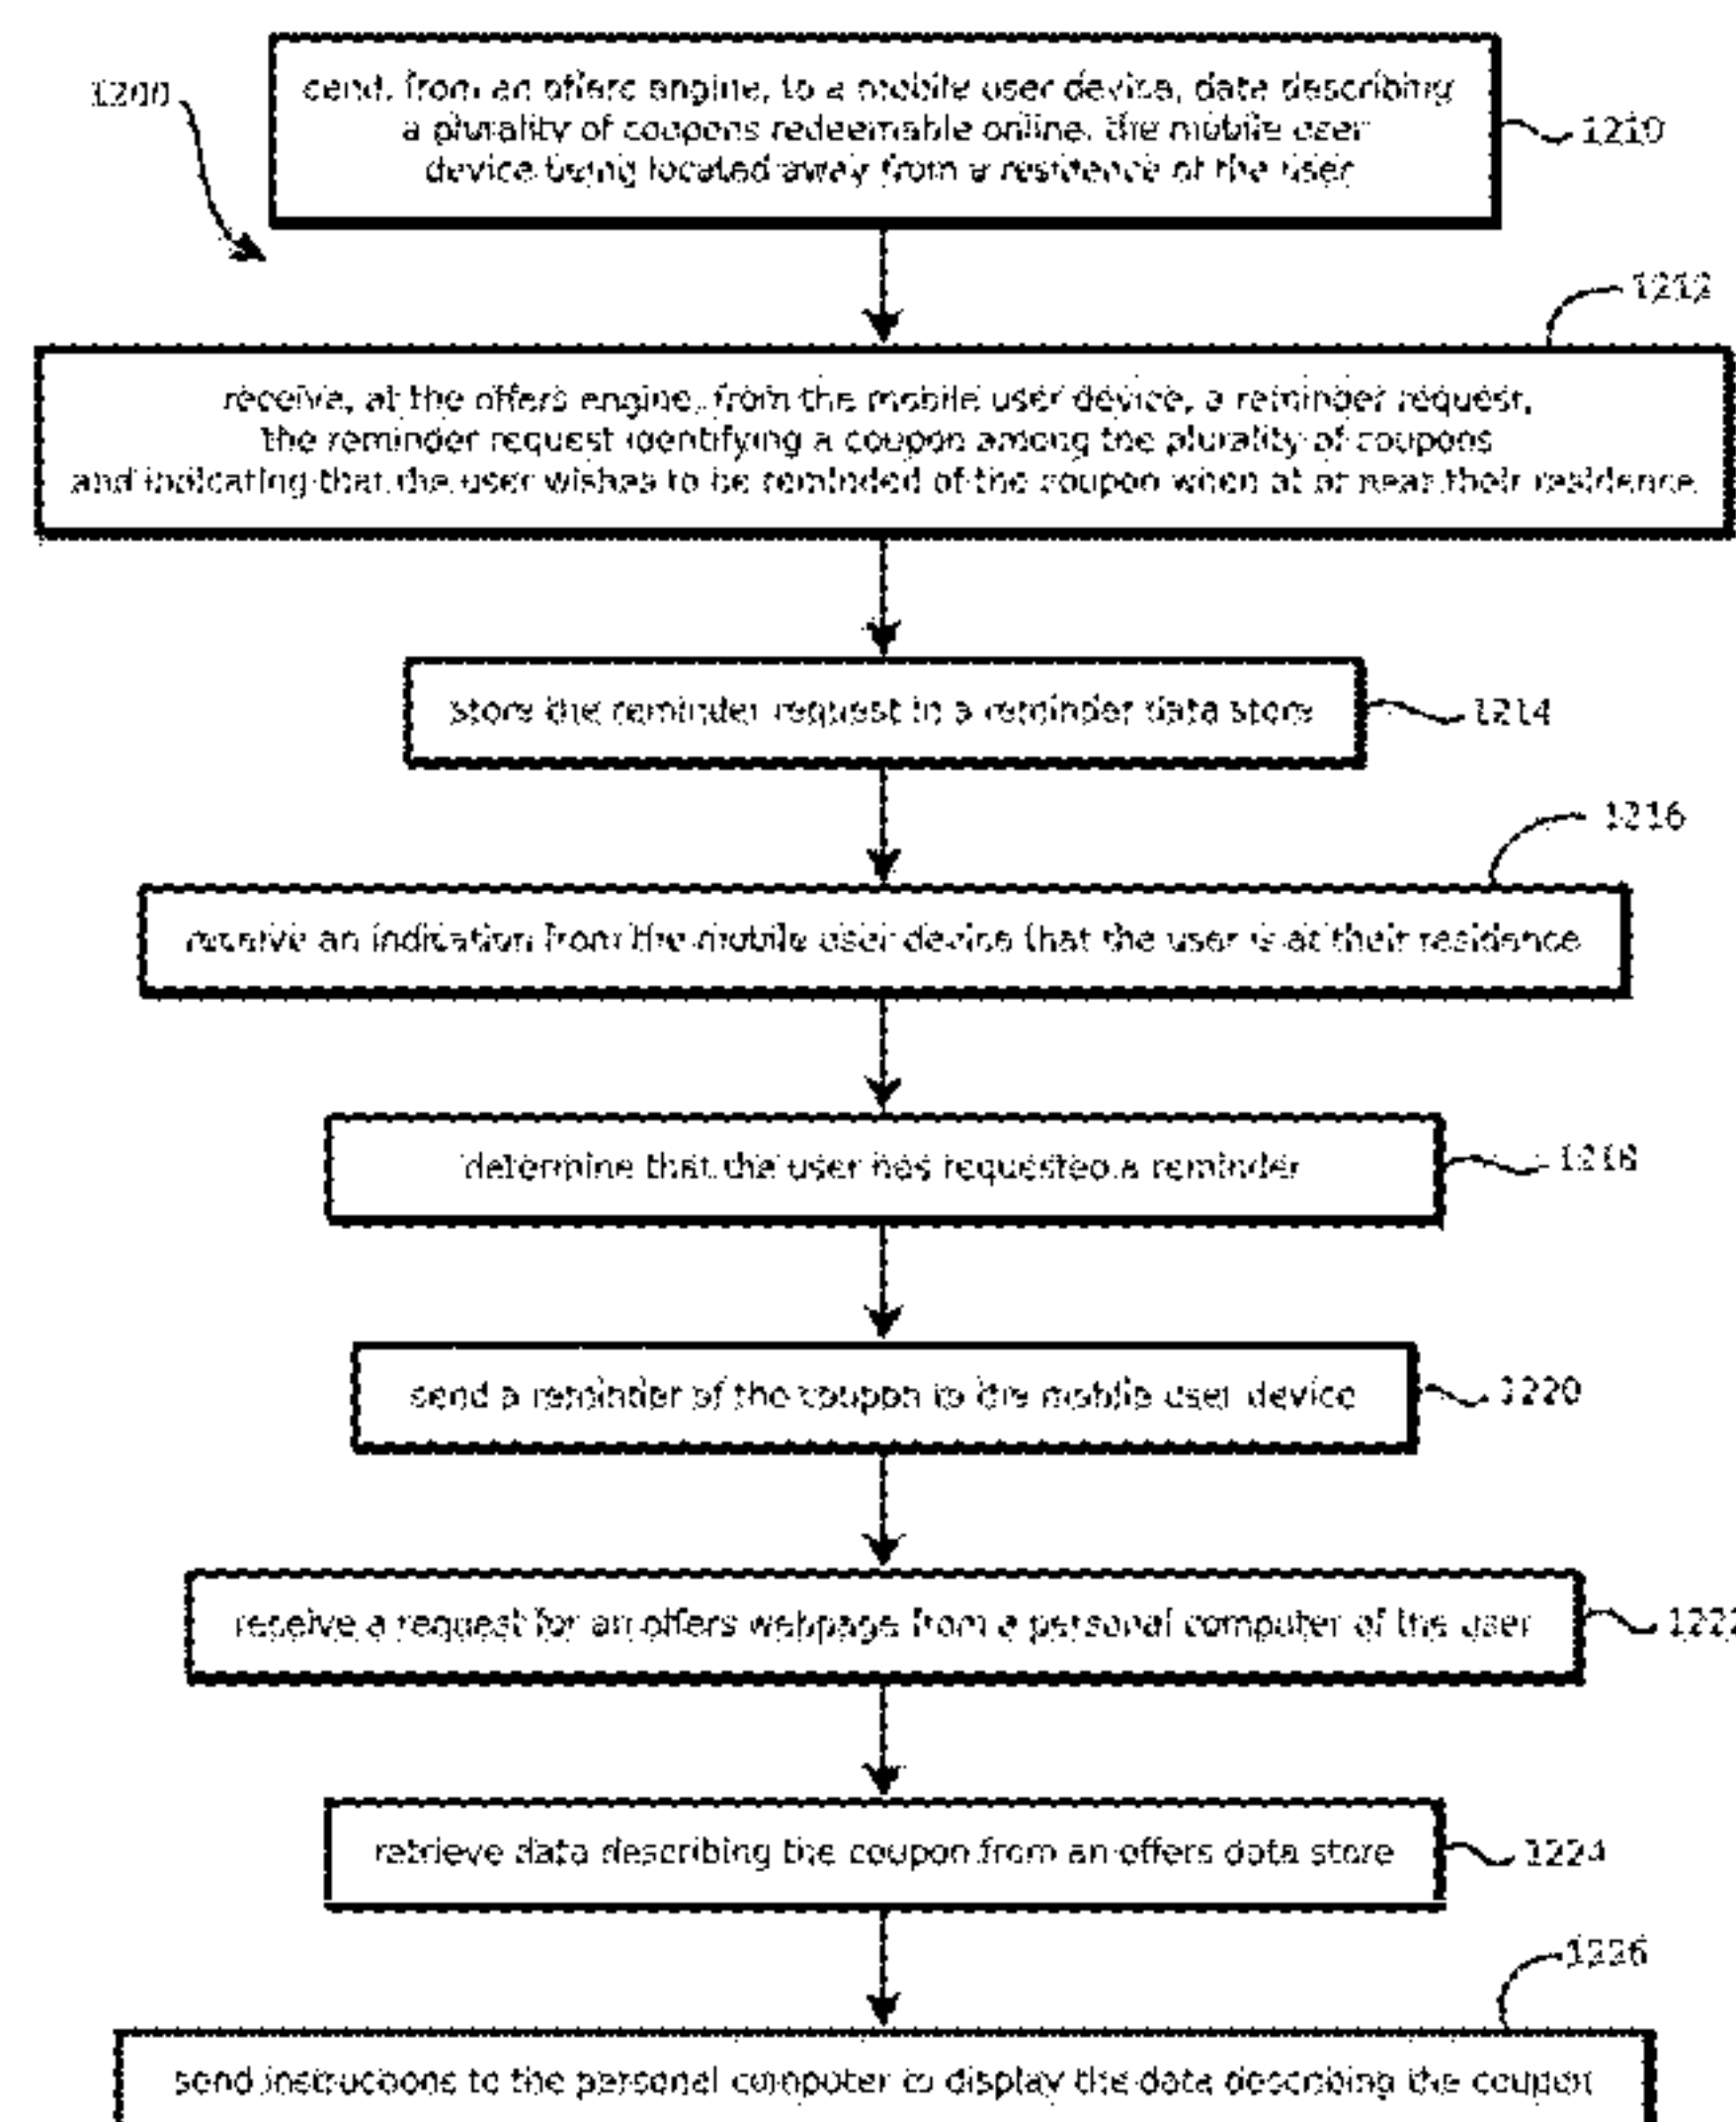 1200
send, from an offers engine, to a mobile user device, data describing
a plurality of coupons redeemable online, the mobile user
device being located away from a residence of the user
1210
1212
receive, at the offers engine, from the mobile user device, a reminder request,
the reminder request identifying a coupon among the plurality of coupons
and indicating that the user wishes to be reminded of the coupon when at or near their residence
store the reminder request in a reminder data store
1214
1216
receive an indication from the mobile user device that the user is at their residence
determine that the user has requested a reminder
1218
send a reminder of the coupon to the mobile user device
1220
receive a request for an offers webpage from a personal computer of the user
1222
retrieve data describing the coupon from an offers data store
1224
1226
send instructions to the personal computer to display the data describing the coupon